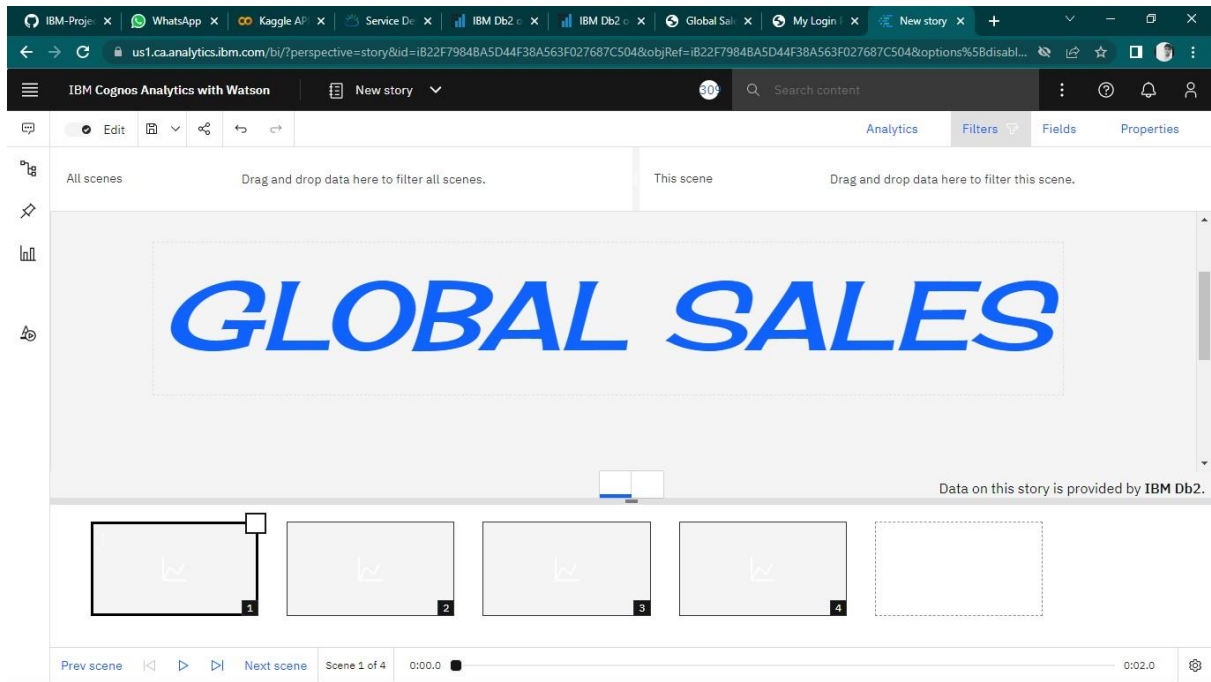 IBM-Projec WhatsApp Kaggle AP Service De IBM Db2 o IBM Db2 o Global Sale My Login New story
us1.ca.analytics.ibm.com/bi/?perspective=story&id=iB22F7984BA5D44F38A563F027687C504&objRef=iB22F7984BA5D44F38A563F027687C504&options%5Bdisabl...
IBM Cognos Analytics with Watson New story 309 Search content
Edit Analytics Filters Fields Properties
All scenes Drag and drop data here to filter all scenes. This scene Drag and drop data here to filter this scene.
GLOBAL SALES
Data on this story is provided by IBM Db2.
1 2 3 4
Prev scene Next scene Scene 1 of 4 0:00.0 0:02.0